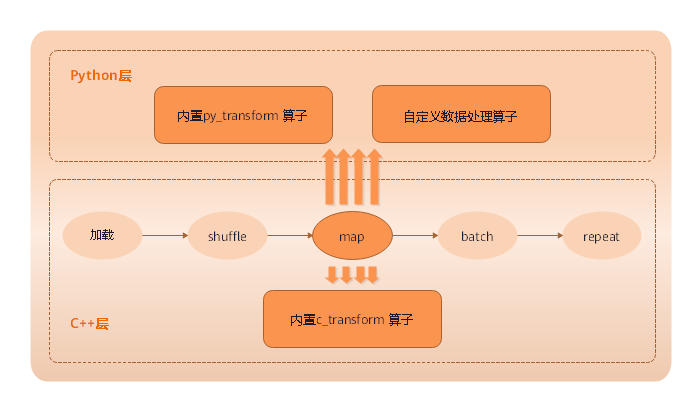 Python层
内置py_transform 算子
自定义数据处理算子
加载
shuffle
map
batch
repeat
内置c_transform 算子
C++层